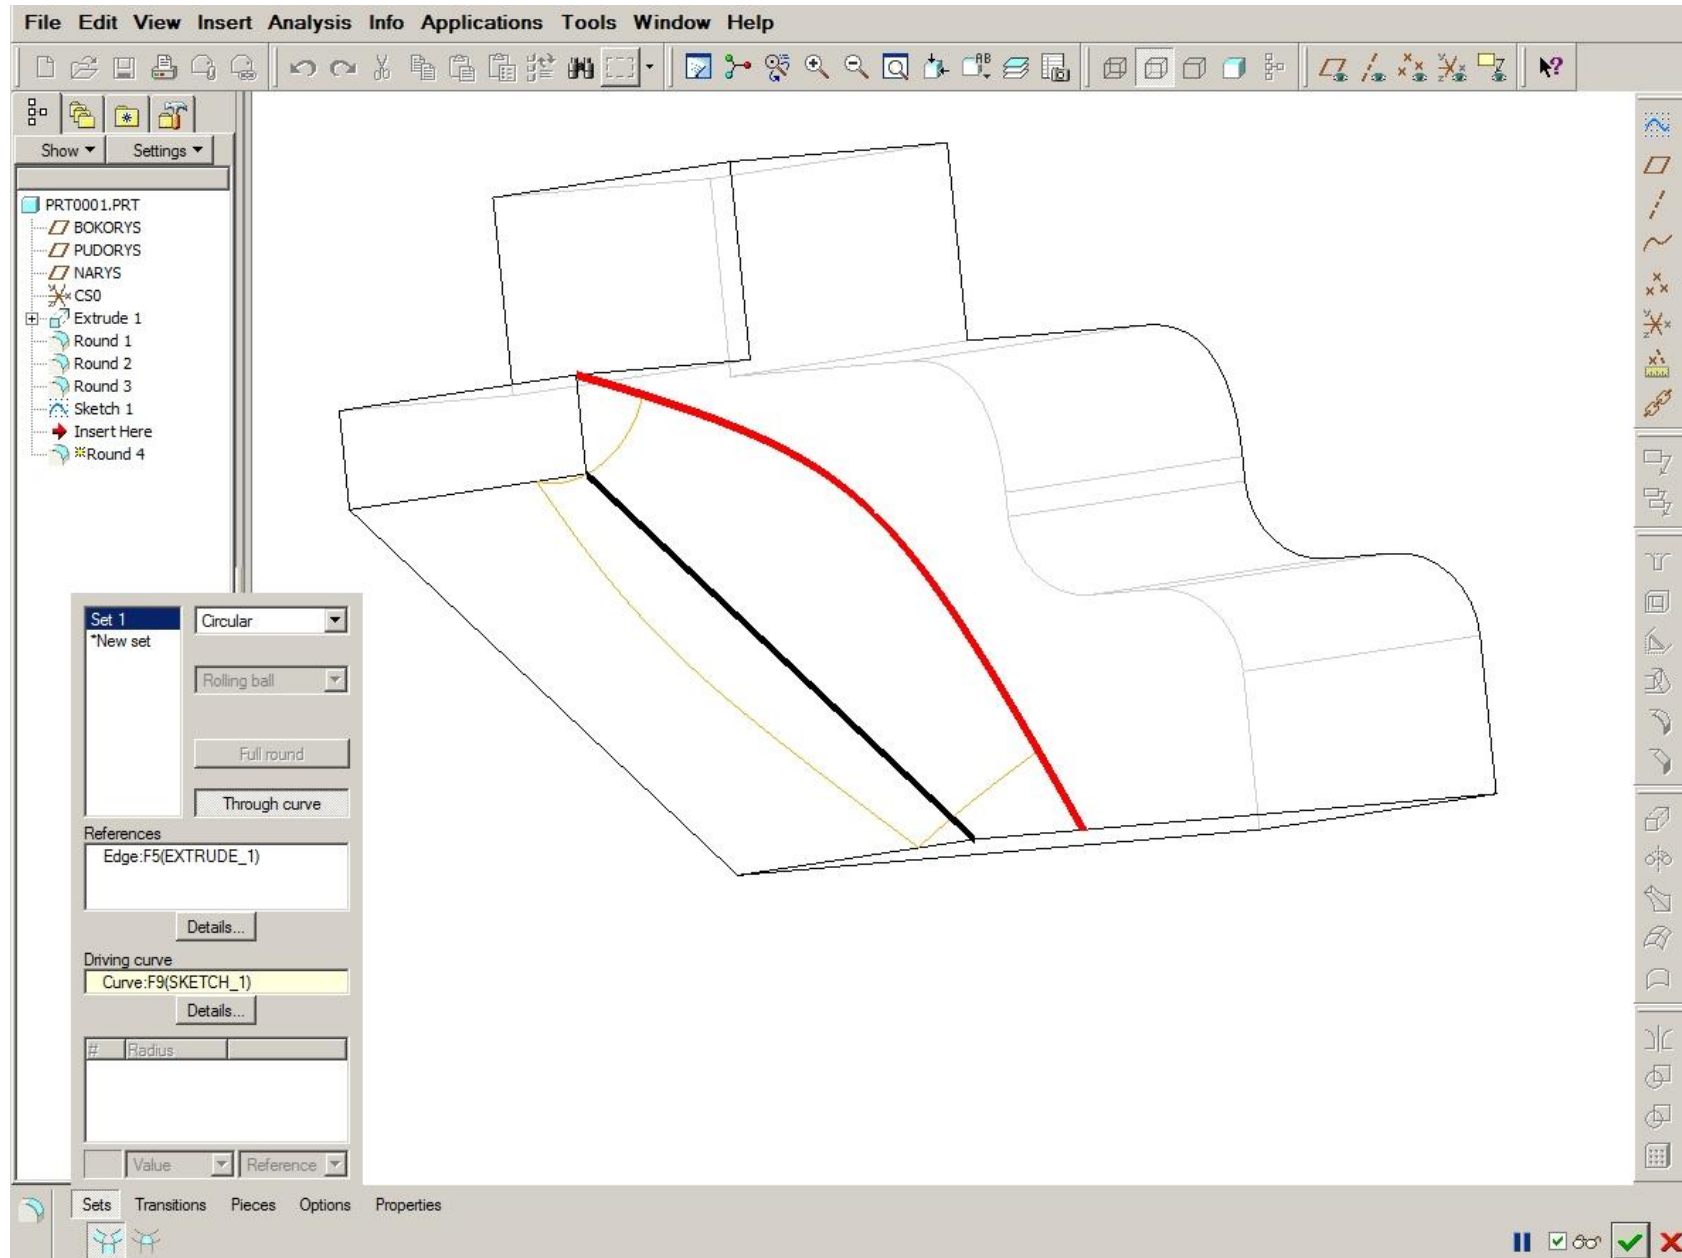 File Edit View Insert Analysis Info Applications Tools Window Help
Show Settings
PRT0001.PRT
BOKORYS
PUDORYS
NARYS
CS0
Extrude 1
Round 1
Round 2
Round 3
Sketch 1
Insert Here
Round 4
Set 1
*New set
Circular
Rolling ball
Full round
Through curve
References
Edge:F5(EXTRUDE_1)
Details...
Driving curve
Curve:F9(SKETCH_1)
Details...
# Radius
Value Reference
Sets Transitions Pieces Options Properties